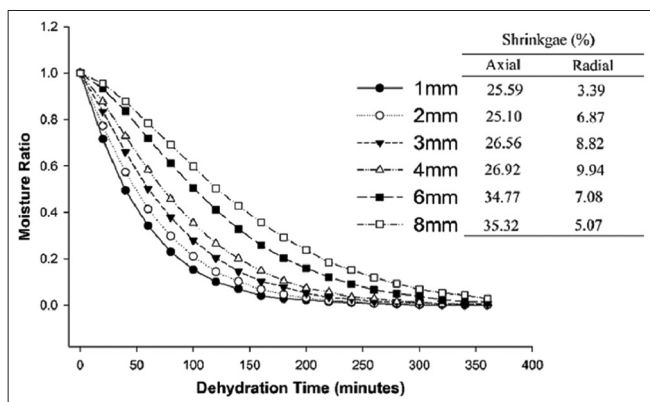 Shrinkgae (%)
Axial Radial
1mm 25.59 3.39
2mm 25.10 6.87
3mm 26.56 8.82
4mm 26.92 9.94
6mm 34.77 7.08
8mm 35.32 5.07
Moisture Ratio
1.2
1.0
0.8
0.6
0.4
0.2
0.0
0 50 100 150 200 250 300 350 400
Dehydration Time (minutes)